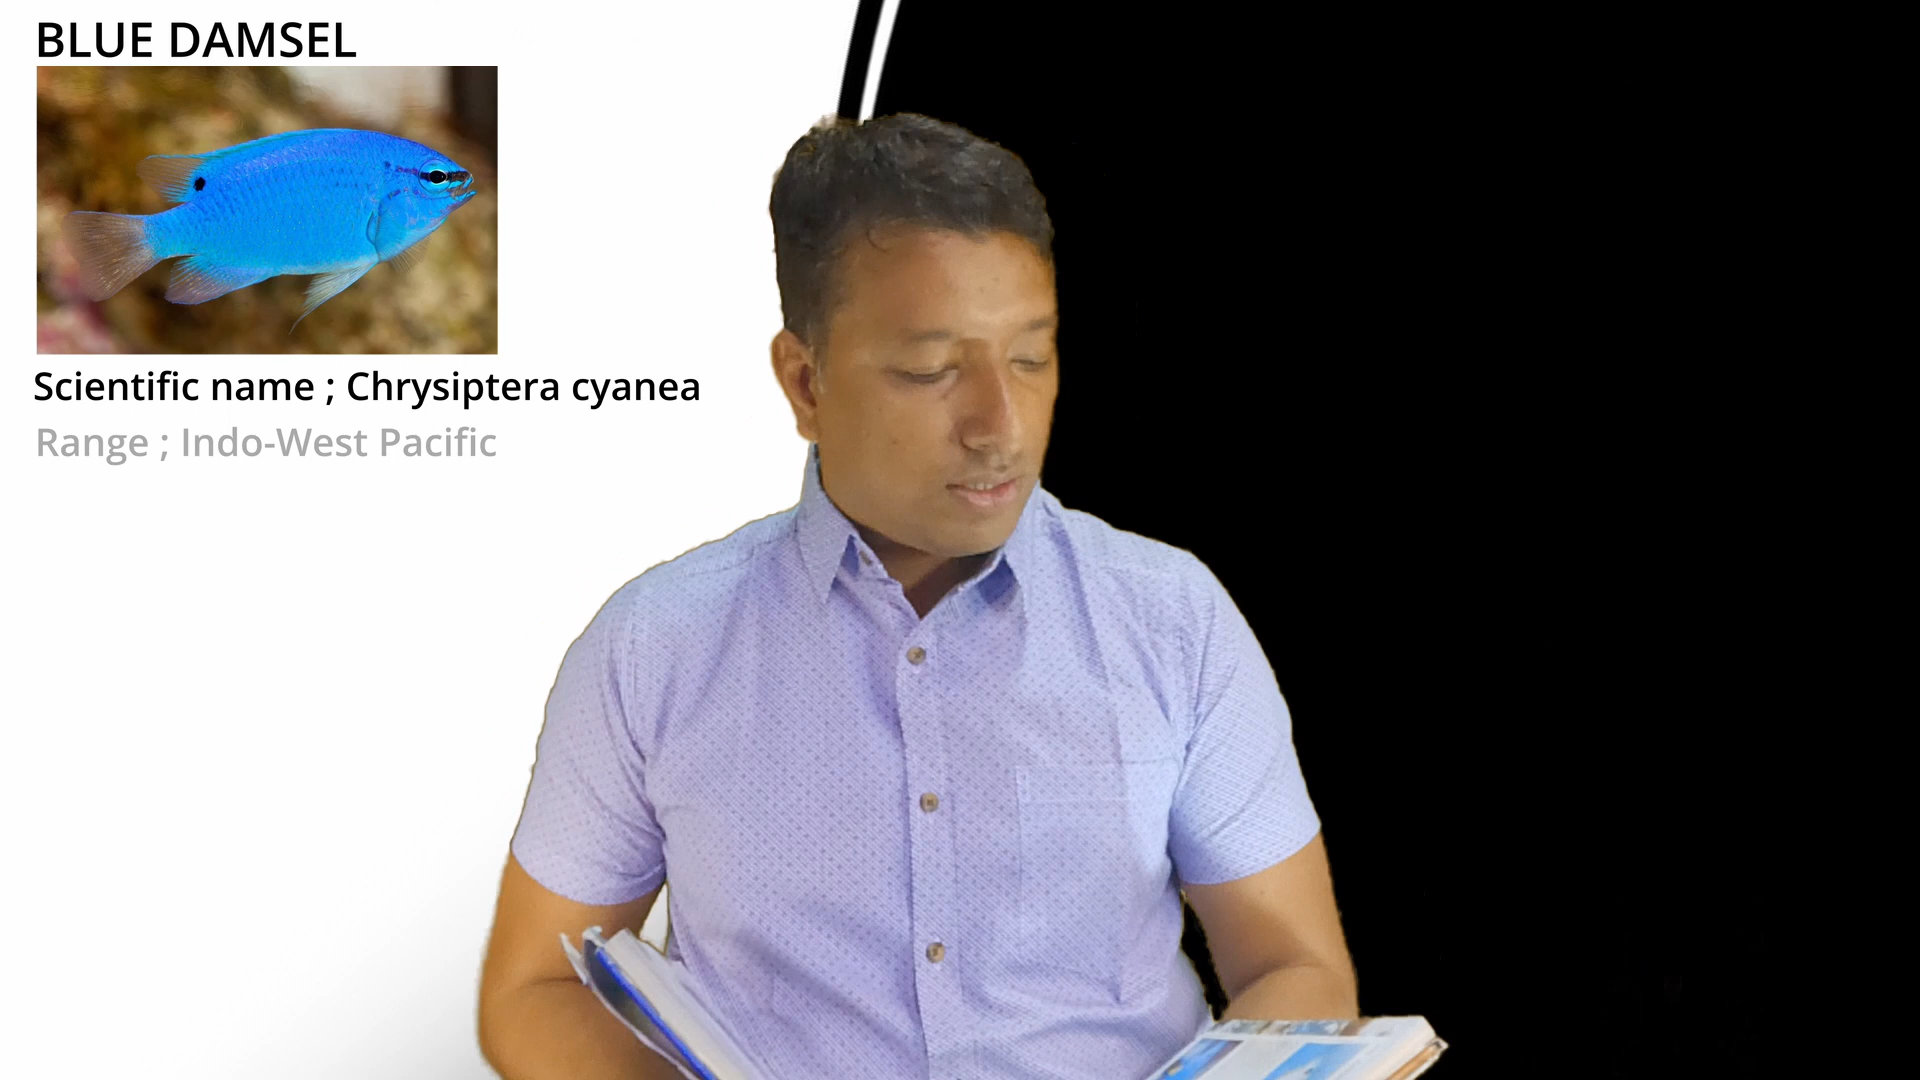 BLUE DAMSEL
Scientific name ; Chrysiptera cyanea
Range ; Indo-West Pacific